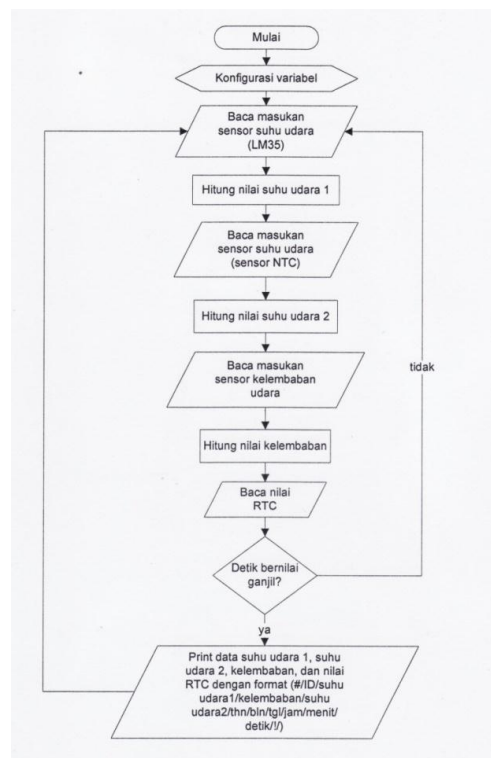 Mulai
Konfigurasi variabel
Baca masukan
sensor suhu udara
(LM35)
Hitung nilai suhu udara 1
Baca masukan
sensor suhu udara
(sensor NTC)
Hitung nilai suhu udara 2
Baca masukan
sensor kelembaban
udara
tidak
Hitung nilai kelembaban
Baca nilai
RTC
Detik bernilai
ganjil?
ya
Print data suhu udara 1, suhu
udara 2, kelembaban, dan nilai
RTC dengan format (#/ID/suhu
udara1/kelembaban/suhu
udara2/thn/bln/tgl/jam/menit/
detik/!/)